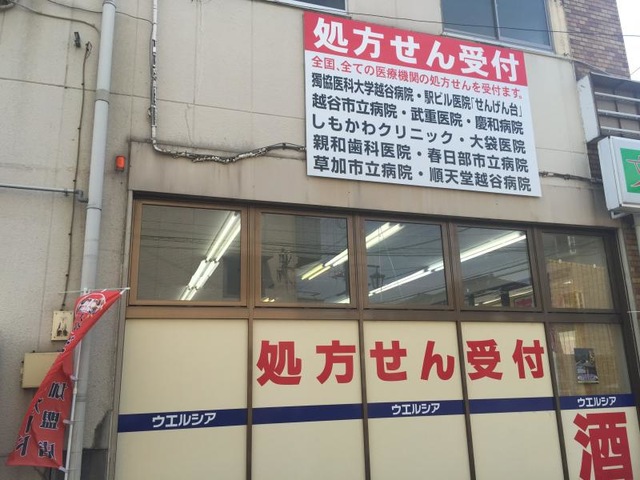 処方せん受付
全国、全ての医療機関の処方せんを受付ます。
獨協医科大学越谷病院・駅ビル医院「せんげん台」
越谷市立病院・武重医院・慶和病院
しもかわクリニック・大袋医院
親和歯科医院・春日部市立病院
草加市立病院・順天堂越谷病院
処方せん受付
ウエルシア
ウエルシア
ウエルシア
酒
加盟店